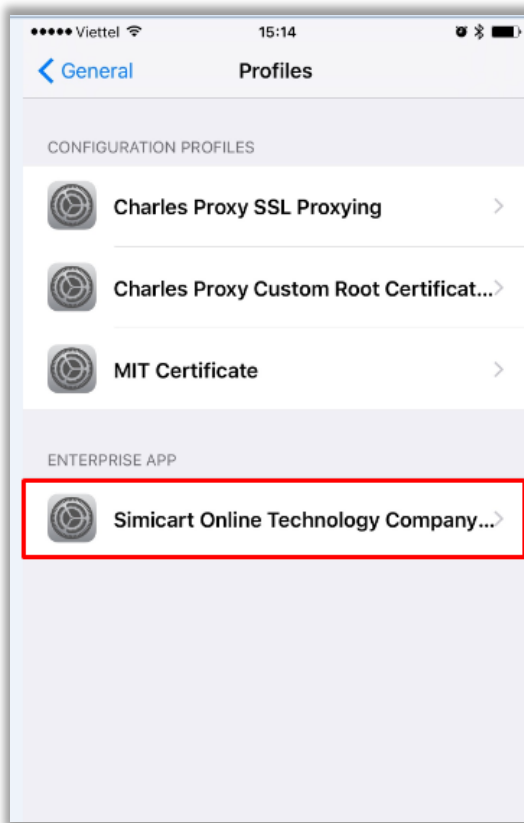 Viettel 15:14
General Profiles
CONFIGURATION PROFILES
Charles Proxy SSL Proxying
Charles Proxy Custom Root Certificat...
MIT Certificate
ENTERPRISE APP
Simicart Online Technology Company...